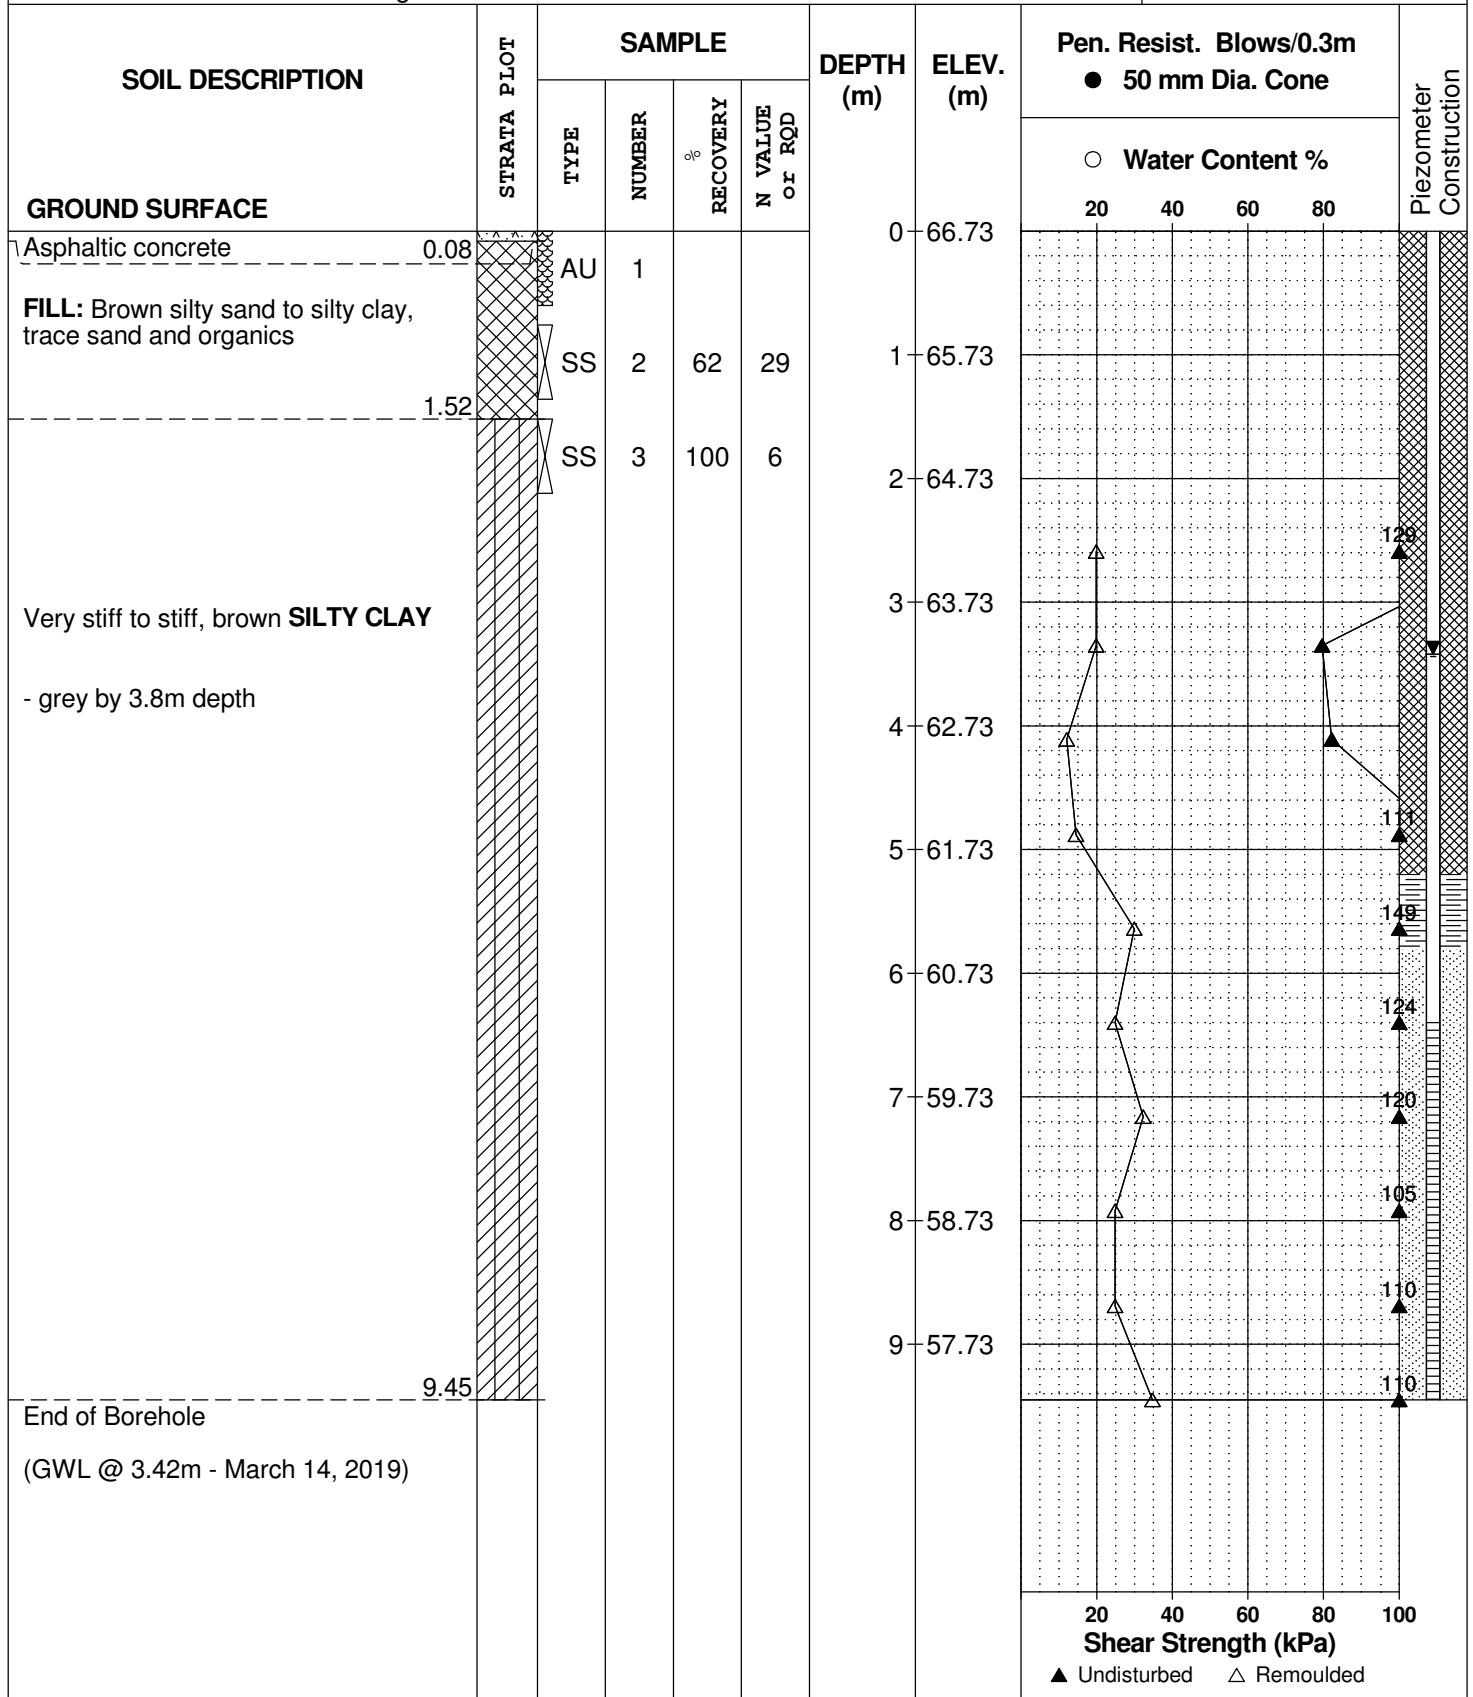 SOIL DESCRIPTION
GROUND SURFACE
STRATA PLOT
SAMPLE
TYPE
NUMBER
%
RECOVERY
N VALUE
or RQD
DEPTH
(m)
ELEV.
(m)
Pen. Resist. Blows/0.3m
● 50 mm Dia. Cone
○ Water Content %
20 40 60 80
Piezometer
Construction
0 66.73
Asphaltic concrete 0.08
AU 1
FILL: Brown silty sand to silty clay,
trace sand and organics
SS 2 62 29
1 65.73
1.52
SS 3 100 6
2 64.73
129
3 63.73
Very stiff to stiff, brown SILTY CLAY
- grey by 3.8m depth
4 62.73
111
5 61.73
149
6 60.73
124
7 59.73
120
105
8 58.73
110
9 57.73
9.45
110
End of Borehole
(GWL @ 3.42m - March 14, 2019)
20 40 60 80 100
Shear Strength (kPa)
▲ Undisturbed △ Remoulded